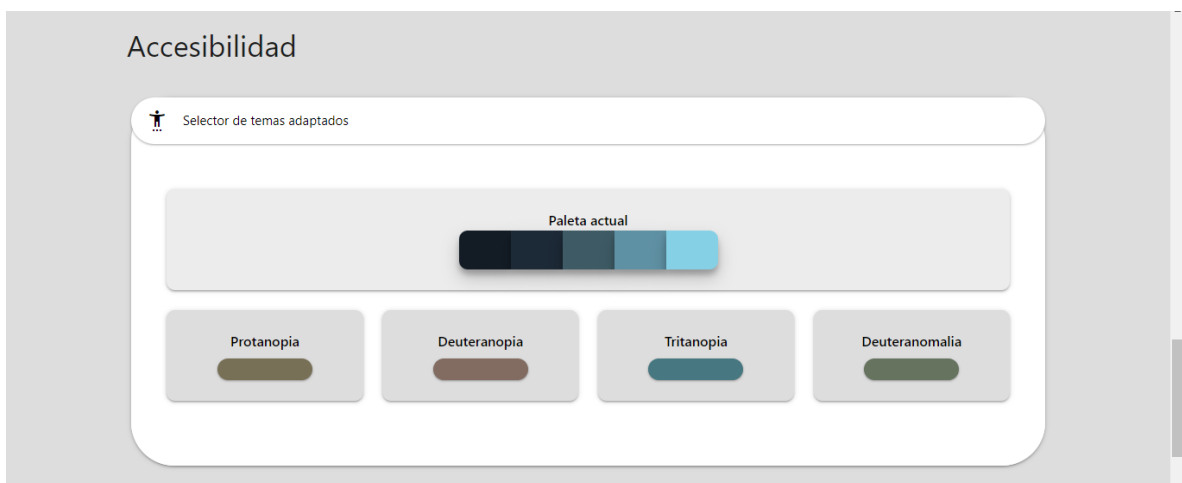 Accesibilidad
Selector de temas adaptados
Paleta actual
Protanopia
Deuteranopia
Tritanopia
Deuteranomalia